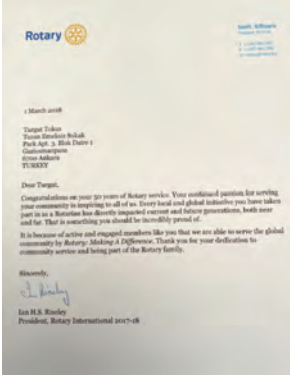 Rotary
1 March 2018
Turgut Tokus
Park Apt. 3. Blok Daire 1
Gaziosmanpasa
Ankara
TURKEY
Dear Turgut,
Congratulations on your 50 years of Rotary service. Your continued passion for serving
your community is inspiring to all of us. Every local and global initiative you have taken
part in as a Rotarian has directly impacted current and future generations, both near
and far. That is something you should be incredibly proud of.
It is because of active and engaged members like you that we are able to serve the global
community by Rotary: Making A Difference. Thank you for your dedication to
community service and being part of the Rotary family.
Sincerely,
Ian H.S. Riseley
President, Rotary International 2017-18